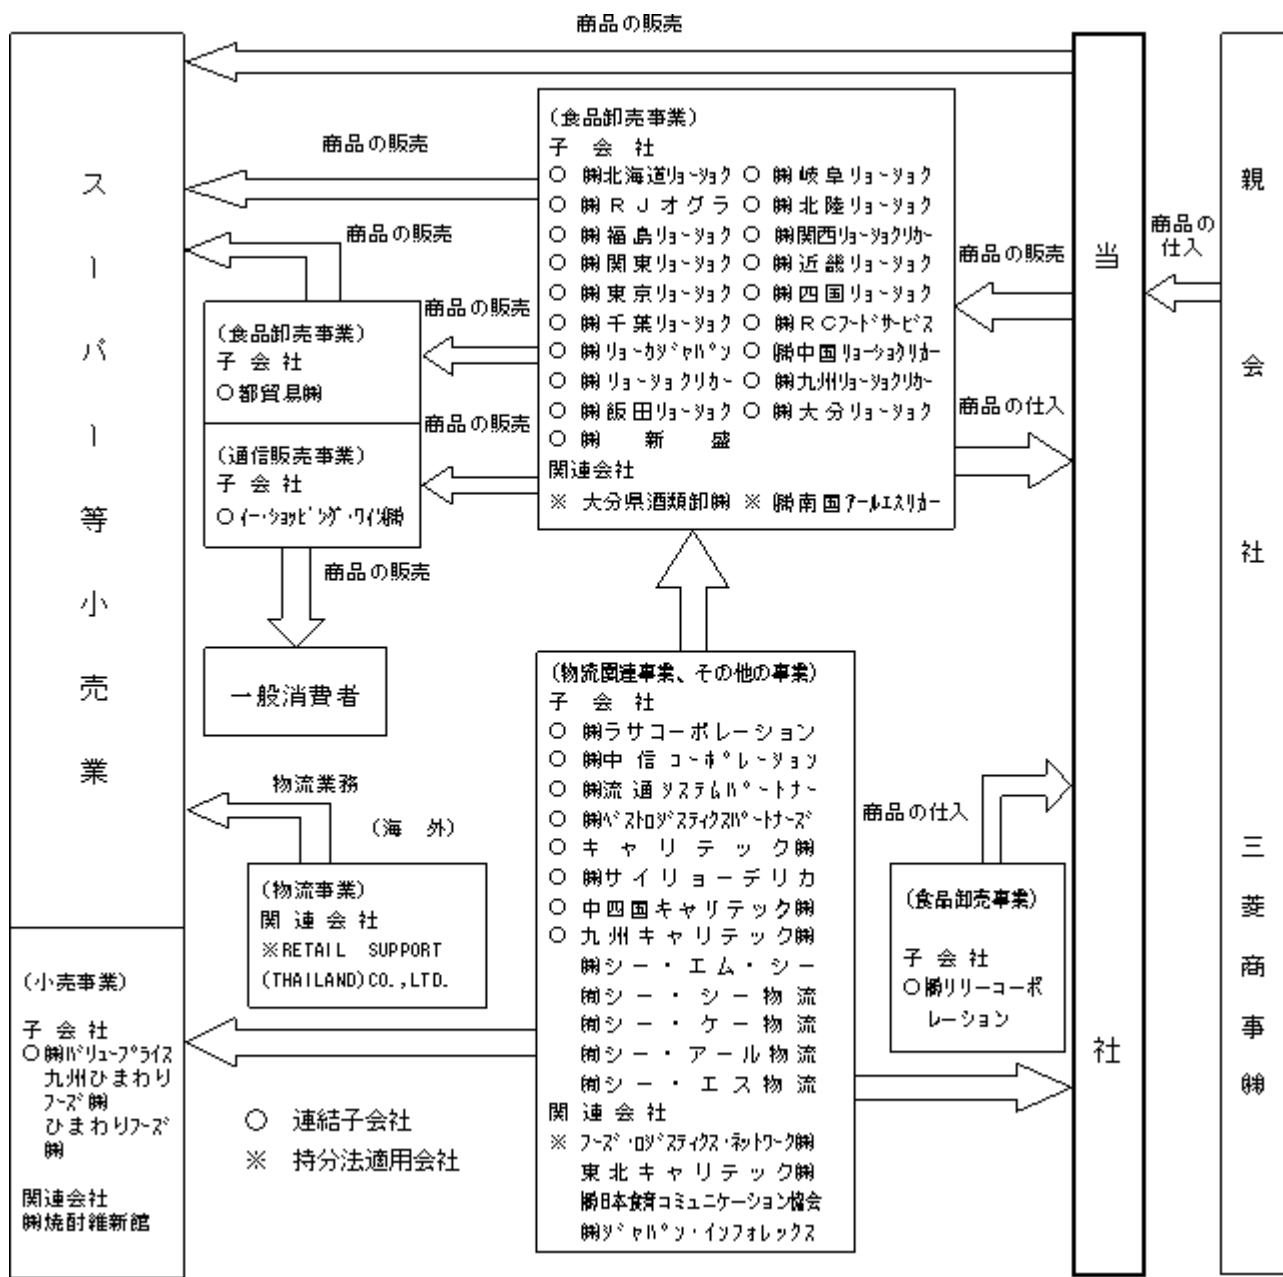 商品の販売
スーパー等小売業
商品の販売
商品の販売
(食品卸売事業)
子会社
○ ㈱北海道ﾘｮｰｼｮｸ ○ ㈱岐阜ﾘｮｰｼｮｸ
○ ㈱ＲＪオグラ ○ ㈱北陸ﾘｮｰｼｮｸ
○ ㈱福島ﾘｮｰｼｮｸ ○ ㈱関西ﾘｮｰｼｮｸﾘｶｰ
○ ㈱関東ﾘｮｰｼｮｸ ○ ㈱近畿ﾘｮｰｼｮｸ
○ ㈱東京ﾘｮｰｼｮｸ ○ ㈱四国ﾘｮｰｼｮｸ
○ ㈱千葉ﾘｮｰｼｮｸ ○ ㈱ＲＣﾌｰﾄﾞｻｰﾋﾞｽ
○ ㈱ﾘｮｰｶｼﾞｬﾊﾟﾝ ○ ㈱中国ﾘｮｰｼｮｸﾘｶｰ
○ ㈱ﾘｮｰｼｮｸﾘｶｰ ○ ㈱九州ﾘｮｰｼｮｸﾘｶｰ
○ ㈱飯田ﾘｮｰｼｮｸ ○ ㈱大分ﾘｮｰｼｮｸ
○ ㈱新盛
関連会社
※ 大分県酒類卸㈱ ※ ㈱南国ｱｰﾙｴｽﾘｶｰ
商品の販売
商品の仕入
当社
商品の
仕入
親会社 三菱商事㈱
商品の販売
商品の販売
(食品卸売事業)
子会社
○都貿易㈱
(通信販売事業)
子会社
○ｲｰ･ｼｮｯﾋﾟﾝｸﾞ･ﾜｲﾝ㈱
商品の販売
一般消費者
(物流関連事業、その他の事業)
子会社
○ ㈱ラサコーポレーション
○ ㈱中信ｺｰﾎﾟﾚｰｼｮﾝ
○ ㈱流通ｼｽﾃﾑﾊﾟｰﾄﾅｰ
○ ㈱ﾍﾞｽﾄﾛｼﾞｽﾃｨｸｽﾊﾟｰﾄﾅｰｽﾞ
○ キャリテック㈱
○ ㈱サイリョーデリカ
○ 中四国キャリテック㈱
○ 九州キャリテック㈱
㈱シー・エム・シー
㈲シー・シー物流
㈲シー・ケー物流
㈲シー・アール物流
㈲シー・エス物流
関連会社
※ ﾌｰｽﾞ･ﾛｼﾞｽﾃｨｸｽ･ﾈｯﾄﾜｰｸ㈱
東北キャリテック㈱
㈱日本食育コミュニケーション協会
㈱ｼﾞｬﾊﾟﾝ･ｲﾝﾌｫﾚｯｸｽ
物流業務
(海 外)
(物流事業)
関連会社
※RETAIL SUPPORT
(THAILAND)CO.,LTD.
商品の仕入
(食品卸売事業)
子会社
○㈱リリーコーポ
レーション
(小売事業)
子会社
○㈱ﾊﾞﾘｭｰﾌﾟﾗｲｽ
九州ひまわり
ﾌｰｽﾞ㈱
ひまわりﾌｰｽﾞ
㈱
関連会社
㈱焼酎維新館
○ 連結子会社
※ 持分法適用会社